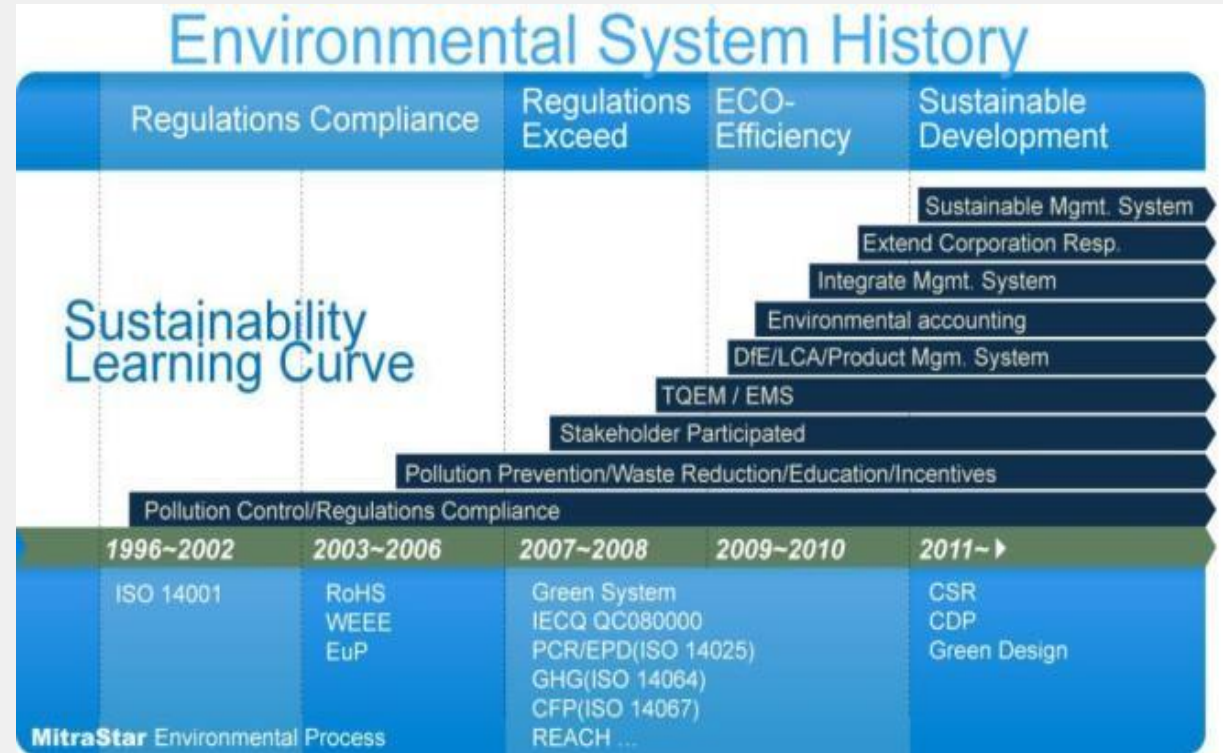 Environmental System History
Regulations Compliance
Regulations
Exceed
ECO-
Efficiency
Sustainable
Development
Sustainability
Learning Curve
Sustainable Mgmt. System
Extend Corporation Resp.
Integrate Mgmt. System
Environmental accounting
DfE/LCA/Product Mgm. System
TQEM / EMS
Stakeholder Participated
Pollution Prevention/Waste Reduction/Education/Incentives
Pollution Control/Regulations Compliance
1996~2002
2003~2006
2007~2008
2009~2010
2011~
ISO 14001
RoHS
WEEE
EuP
Green System
IECQ QC080000
PCR/EPD(ISO 14025)
GHG(ISO 14064)
CFP(ISO 14067)
REACH ...
CSR
CDP
Green Design
MitraStar Environmental Process